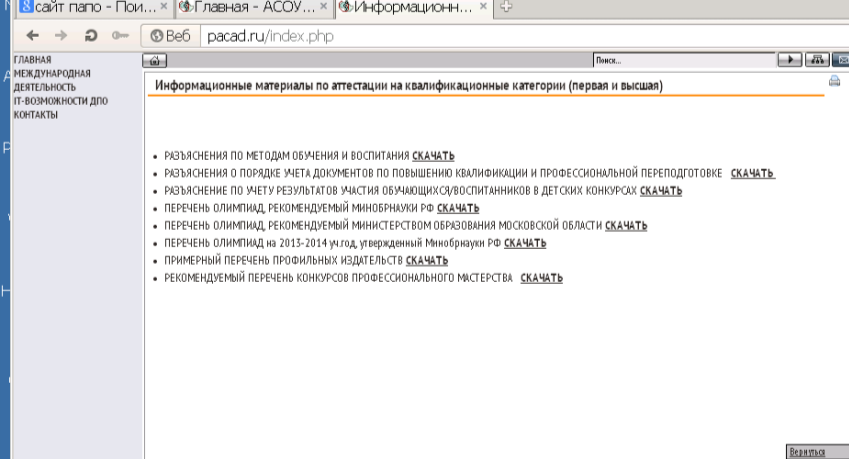 сайт папо - Пои...
Главная - АСОУ...
Информационн...
Веб
pacad.ru/index.php
ГЛАВНАЯ
МЕЖДУНАРОДНАЯ
ДЕЯТЕЛЬНОСТЬ
IT-ВОЗМОЖНОСТИ ДПО
КОНТАКТЫ
Поиск...
Информационные материалы по аттестации на квалификационные категории (первая и высшая)
РАЗЪЯСНЕНИЯ ПО МЕТОДАМ ОБУЧЕНИЯ И ВОСПИТАНИЯ СКАЧАТЬ
РАЗЪЯСНЕНИЯ О ПОРЯДКЕ УЧЕТА ДОКУМЕНТОВ ПО ПОВЫШЕНИЮ КВАЛИФИКАЦИИ И ПРОФЕССИОНАЛЬНОЙ ПЕРЕПОДГОТОВКЕ СКАЧАТЬ
РАЗЪЯСНЕНИЕ ПО УЧЕТУ РЕЗУЛЬТАТОВ УЧАСТИЯ ОБУЧАЮЩИХСЯ/ВОСПИТАННИКОВ В ДЕТСКИХ КОНКУРСАХ СКАЧАТЬ
ПЕРЕЧЕНЬ ОЛИМПИАД, РЕКОМЕНДУЕМЫЙ МИНОБРНАУКИ РФ СКАЧАТЬ
ПЕРЕЧЕНЬ ОЛИМПИАД, РЕКОМЕНДУЕМЫЙ МИНИСТЕРСТВОМ ОБРАЗОВАНИЯ МОСКОВСКОЙ ОБЛАСТИ СКАЧАТЬ
ПЕРЕЧЕНЬ ОЛИМПИАД на 2013-2014 уч.год, утвержденный Минобрнауки РФ СКАЧАТЬ
ПРИМЕРНЫЙ ПЕРЕЧЕНЬ ПРОФИЛЬНЫХ ИЗДАТЕЛЬСТВ СКАЧАТЬ
РЕКОМЕНДУЕМЫЙ ПЕРЕЧЕНЬ КОНКУРСОВ ПРОФЕССИОНАЛЬНОГО МАСТЕРСТВА СКАЧАТЬ
Вернуться